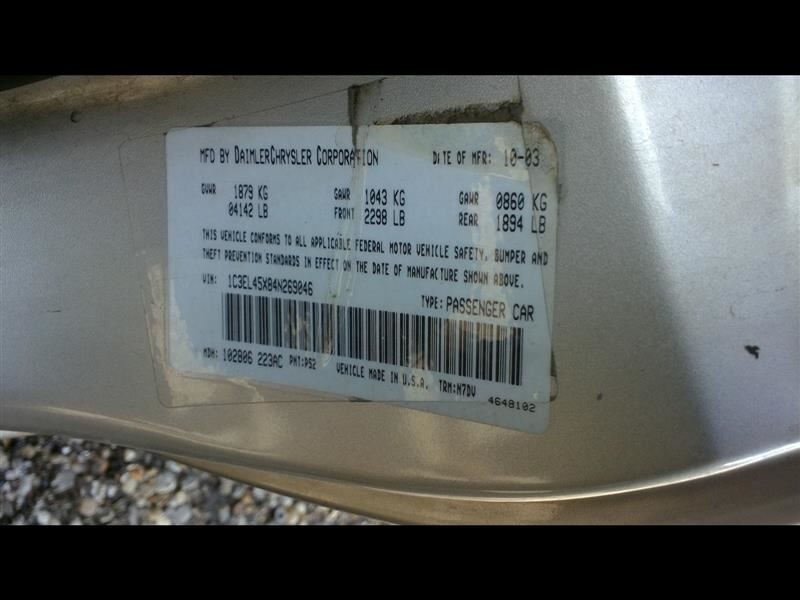 MFD BY DAIMLERCHRYSLER CORPORATION DATE OF MFR: 10-03
GVWR 1879 KG GAWR 1043 KG GAWR 0860 KG
04142 LB FRONT 2298 LB REAR 1894 LB
THIS VEHICLE CONFORMS TO ALL APPLICABLE FEDERAL MOTOR VEHICLE SAFETY, BUMPER AND
THEFT PREVENTION STANDARDS IN EFFECT ON THE DATE OF MANUFACTURE SHOWN ABOVE.
VIN: 1C3EL45X84N269046 TYPE: PASSENGER CAR
MDH: 102806 223AC PNT: PS2 VEHICLE MADE IN U.S.A. TRM: N7DV
4648102